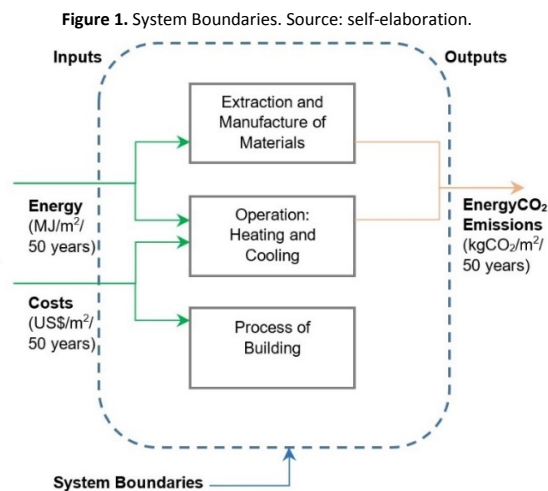 Figure 1. System Boundaries. Source: self-elaboration.
Inputs
Outputs
Extraction and
Manufacture of
Materials
Energy
(MJ/m²/
50 years)
Operation:
Heating and
Cooling
EnergyCO₂
Emissions
(kgCO₂/m²/
50 years)
Costs
(US$/m²/
50 years)
Process of
Building
System Boundaries